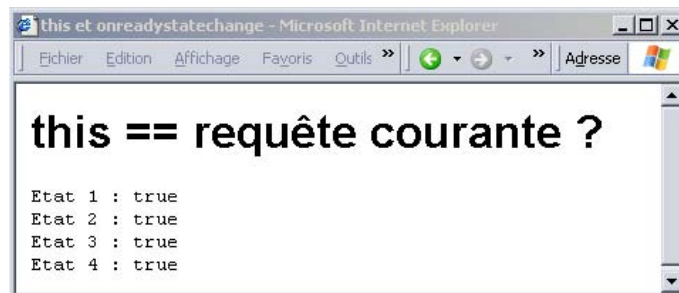 this et onreadystatechange - Microsoft Internet Explorer
Fichier Edition Affichage Favoris Outils » » Adresse
this == requête courante ?
Etat 1 : true
Etat 2 : true
Etat 3 : true
Etat 4 : true